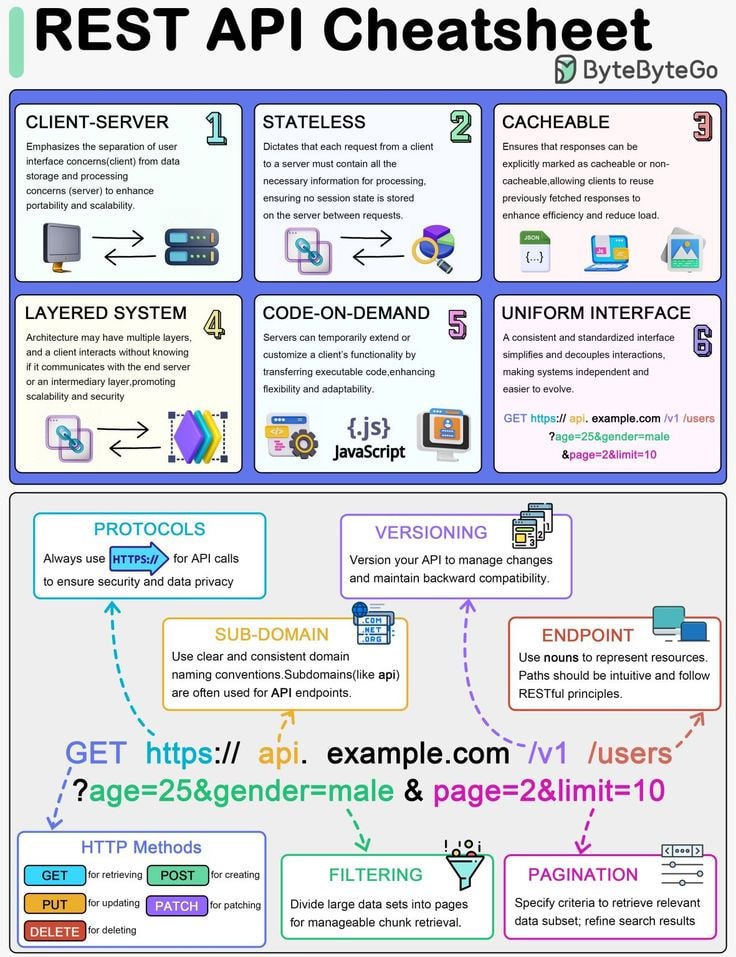 REST API Cheatsheet
ByteByteGo
CLIENT-SERVER
1
Emphasizes the separation of user
interface concerns(client) from data
storage and processing
concerns (server) to enhance
portability and scalability.
STATELESS
2
Dictates that each request from a client
to a server must contain all the
necessary information for processing,
ensuring no session state is stored
on the server between requests.
CACHEABLE
3
Ensures that responses can be
explicitly marked as cacheable or non-
cacheable,allowing clients to reuse
previously fetched responses to
enhance efficiency and reduce load.
JSON
{...}
LAYERED SYSTEM
4
Architecture may have multiple layers,
and a client interacts without knowing
if it communicates with the end server
or an intermediary layer,promoting
scalability and security
CODE-ON-DEMAND
5
Servers can temporarily extend or
customize a client's functionality by
transferring executable code,enhancing
flexibility and adaptability.
</>
{.js}
JavaScript
UNIFORM INTERFACE
6
A consistent and standardized interface
simplifies and decouples interactions,
making systems independent and
easier to evolve.
GET https:// api. example.com /v1 /users
?age=25&gender=male
&page=2&limit=10
PROTOCOLS
Always use HTTPS:// for API calls
to ensure security and data privacy
VERSIONING
3
2
Version your API to manage changes
and maintain backward compatibility.
SUB-DOMAIN
.COM
.NET
.ORG
Use clear and consistent domain
naming conventions.Subdomains(like api)
are often used for API endpoints.
ENDPOINT
Use nouns to represent resources.
Paths should be intuitive and follow
RESTful principles.
GET https:// api. example.com /v1 /users
?age=25&gender=male & page=2&limit=10
HTTP Methods
GET for retrieving POST for creating
PUT for updating PATCH for patching
DELETE for deleting
FILTERING
Divide large data sets into pages
for manageable chunk retrieval.
PAGINATION
Specify criteria to retrieve relevant
data subset; refine search results